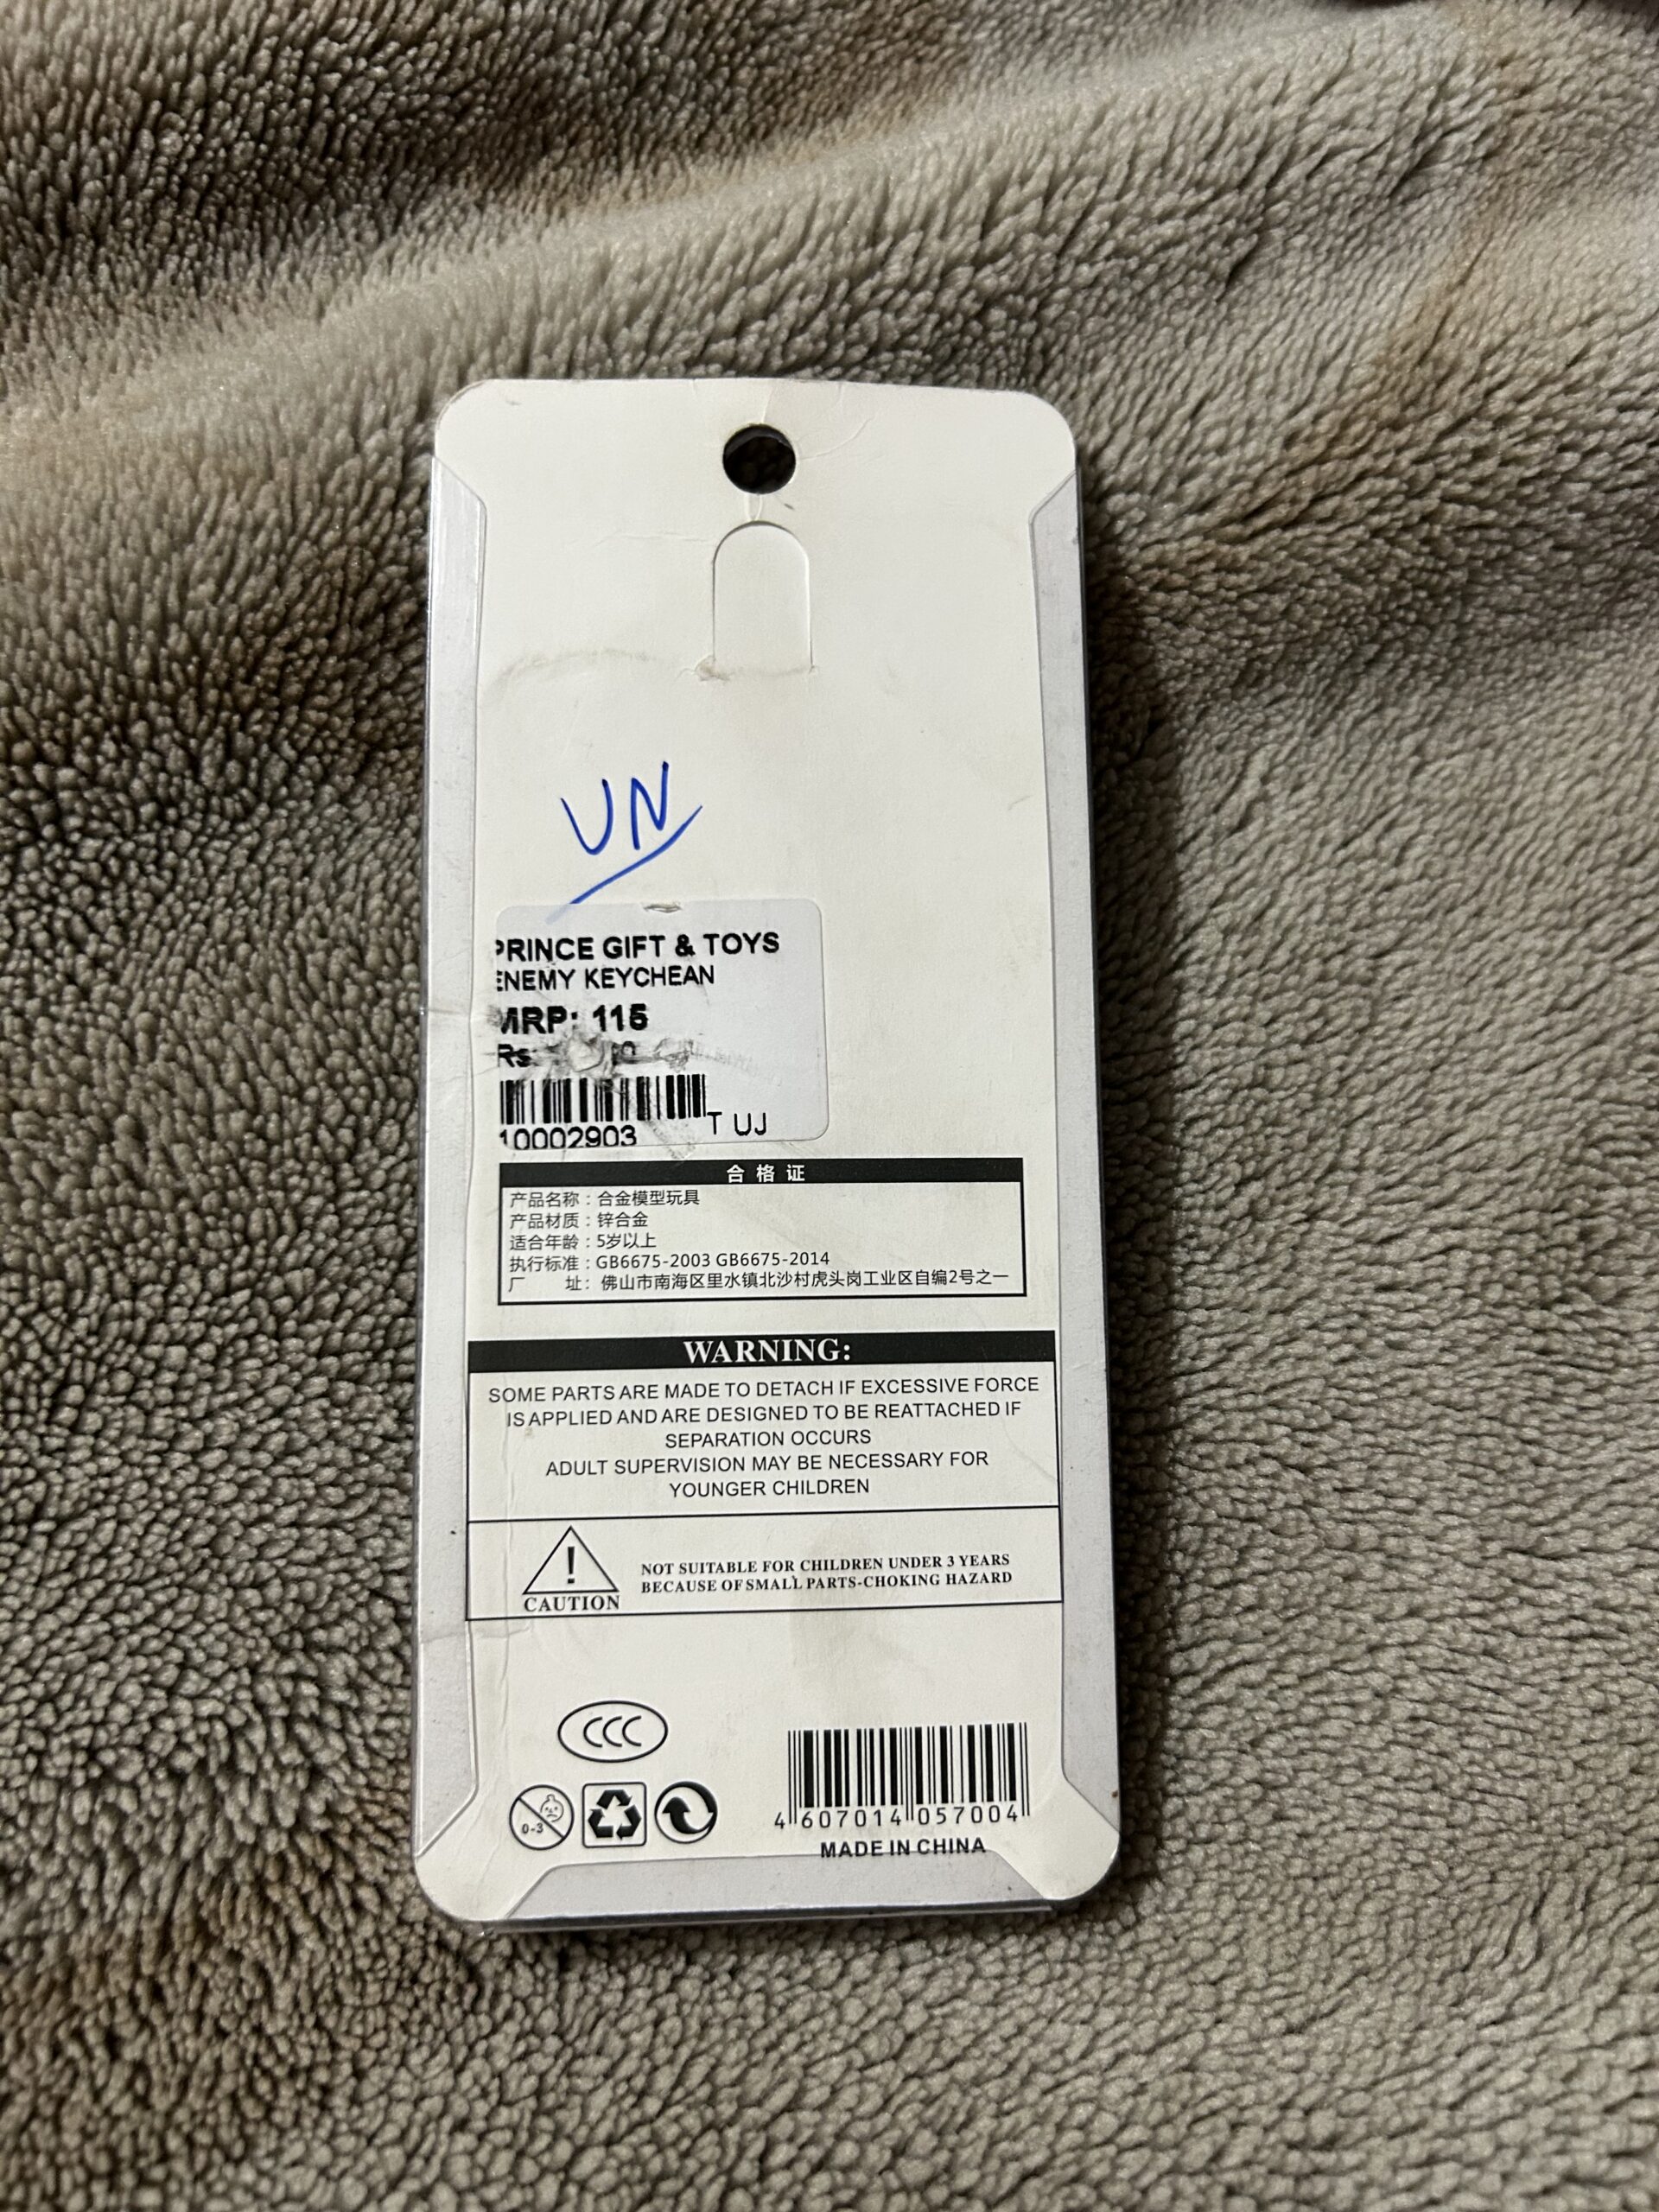 UN
PRINCE GIFT & TOYS
ENEMY KEYCHEAN
MRP: 115
Rs:
10002903
T UJ
合格证
产品名称：合金模型玩具
产品材质：锌合金
适合年龄：5岁以上
执行标准：GB6675-2003 GB6675-2014
厂 址：佛山市南海区里水镇北沙村虎头岗工业区自编2号之一
WARNING:
SOME PARTS ARE MADE TO DETACH IF EXCESSIVE FORCE
IS APPLIED AND ARE DESIGNED TO BE REATTACHED IF
SEPARATION OCCURS
ADULT SUPERVISION MAY BE NECESSARY FOR
YOUNGER CHILDREN
!
CAUTION
NOT SUITABLE FOR CHILDREN UNDER 3 YEARS
BECAUSE OF SMALL PARTS-CHOKING HAZARD
CCC
0-3
4 607014 057004
MADE IN CHINA